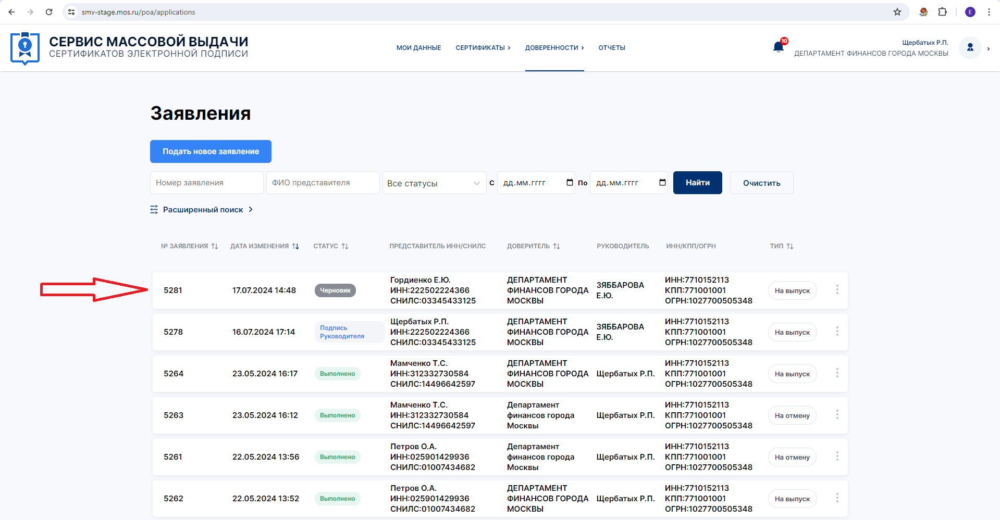 smv-stage.mos.ru/poa/applications
E
СЕРВИС МАССОВОЙ ВЫДАЧИ
СЕРТИФИКАТОВ ЭЛЕКТРОННОЙ ПОДПИСИ
МОИ ДАННЫЕ
СЕРТИФИКАТЫ
ДОВЕРЕННОСТИ
ОТЧЕТЫ
10
Щербатых Р.П.
ДЕПАРТАМЕНТ ФИНАНСОВ ГОРОДА МОСКВЫ
Заявления
Подать новое заявление
Номер заявления
ФИО представителя
Все статусы
С
дд.мм.гггг
По
дд.мм.гггг
Найти
Очистить
Расширенный поиск
№ ЗАЯВЛЕНИЯ
ДАТА ИЗМЕНЕНИЯ
СТАТУС
ПРЕДСТАВИТЕЛЬ ИНН/СНИЛС
ДОВЕРИТЕЛЬ
РУКОВОДИТЕЛЬ
ИНН/КПП/ОГРН
ТИП
5281
17.07.2024 14:48
Черновик
Гордиенко Е.Ю.
ИНН:222502224366
СНИЛС:03345433125
ДЕПАРТАМЕНТ
ФИНАНСОВ ГОРОДА
МОСКВЫ
ЗЯББАРОВА
Е.Ю.
ИНН:7710152113
КПП:771001001
ОГРН:1027700505348
На выпуск
5278
16.07.2024 17:14
Подпись
Руководителя
Щербатых Р.П.
ИНН:222502224366
СНИЛС:03345433125
ДЕПАРТАМЕНТ
ФИНАНСОВ ГОРОДА
МОСКВЫ
ЗЯББАРОВА
Е.Ю.
ИНН:7710152113
КПП:771001001
ОГРН:1027700505348
На выпуск
5264
23.05.2024 16:17
Выполнено
Мамченко Т.С.
ИНН:312332730584
СНИЛС:14496642597
ДЕПАРТАМЕНТ
ФИНАНСОВ ГОРОДА
МОСКВЫ
Щербатых Р.П.
ИНН:7710152113
КПП:771001001
ОГРН:1027700505348
На выпуск
5263
23.05.2024 16:12
Выполнено
Мамченко Т.С.
ИНН:312332730584
СНИЛС:14496642597
Департамент
финансов города
Москвы
Щербатых Р.П.
ИНН:7710152113
КПП:771001001
ОГРН:1027700505348
На отмену
5261
22.05.2024 13:56
Выполнено
Петров О.А.
ИНН:025901429936
СНИЛС:01007434682
Департамент
финансов города
Москвы
Щербатых Р.П.
ИНН:7710152113
КПП:771001001
ОГРН:1027700505348
На отмену
5262
22.05.2024 13:52
Выполнено
Петров О.А.
ИНН:025901429936
СНИЛС:01007434682
ДЕПАРТАМЕНТ
ФИНАНСОВ ГОРОДА
МОСКВЫ
Щербатых Р.П.
ИНН:7710152113
КПП:771001001
ОГРН:1027700505348
На выпуск